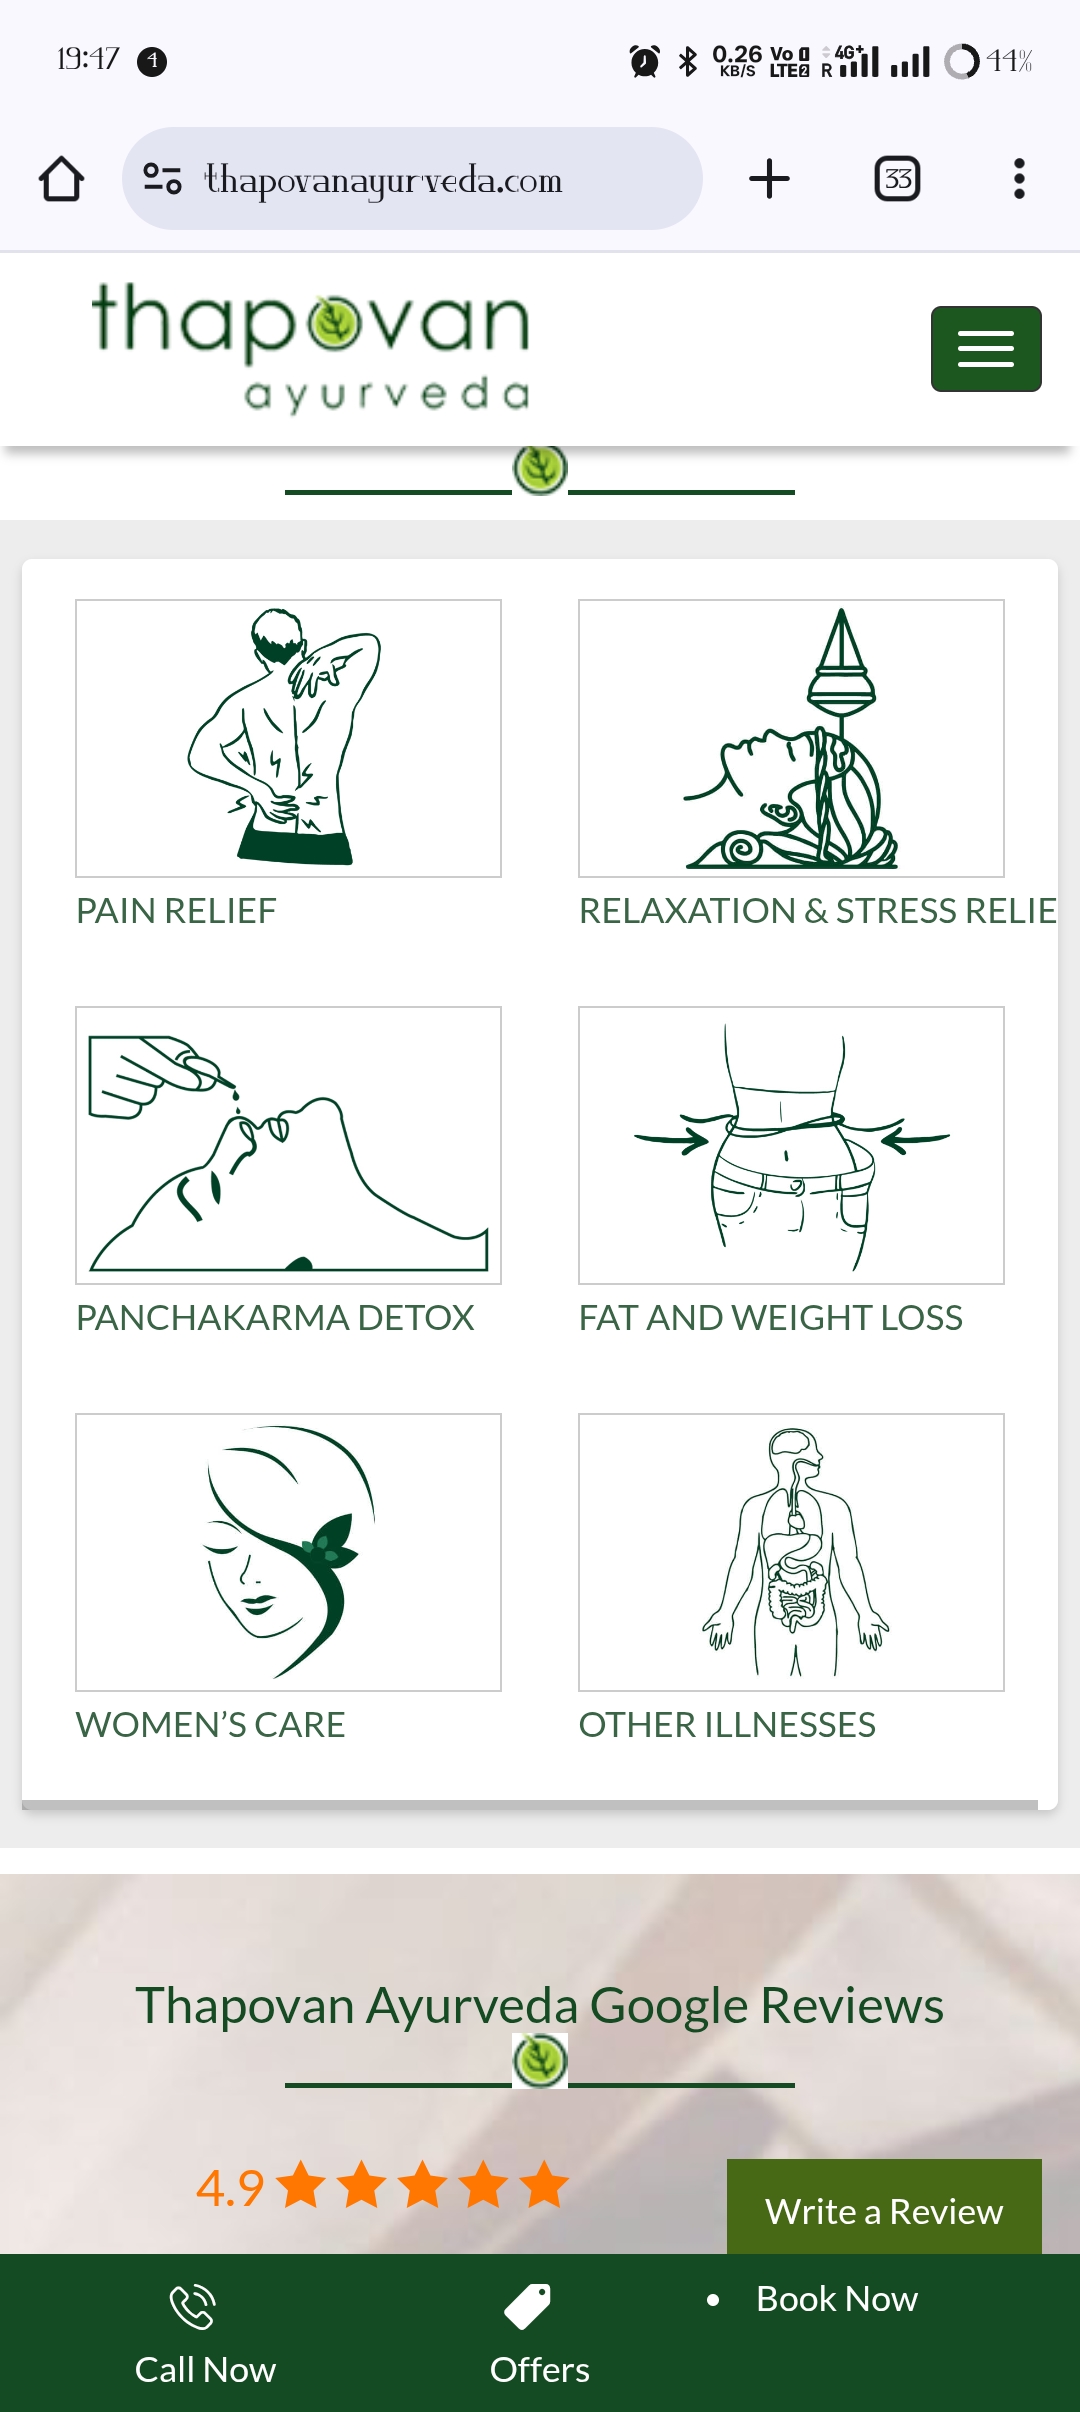 19:47 4 0.26 KB/S Vo 1 LTE2 R 4G+ 44%
thapovanayurveda.com 33
thapovan
ayurveda
PAIN RELIEF
RELAXATION & STRESS RELIE
PANCHAKARMA DETOX
FAT AND WEIGHT LOSS
WOMEN’S CARE
OTHER ILLNESSES
Thapovan Ayurveda Google Reviews
4.9
Write a Review
Call Now
Offers
• Book Now